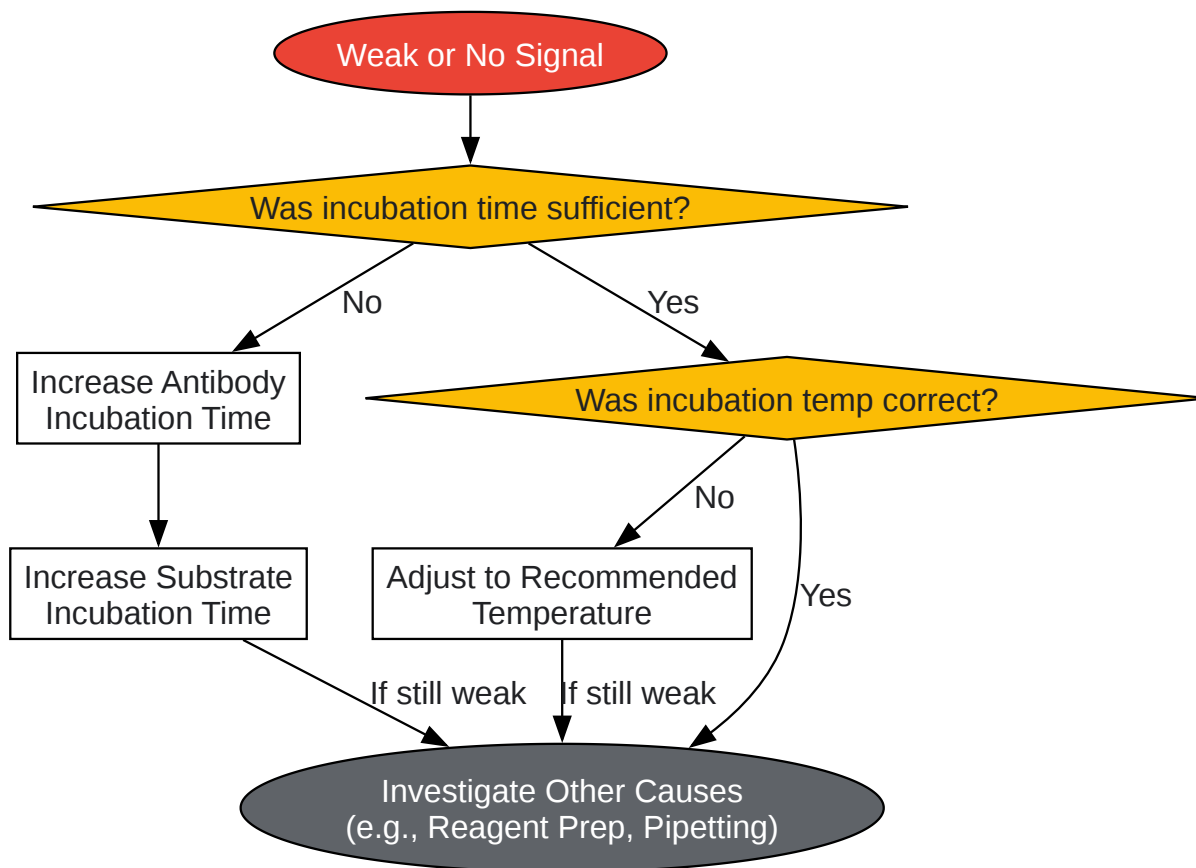 Weak or No Signal
Was incubation time sufficient?
No
Yes
Increase Antibody
Incubation Time
Was incubation temp correct?
No
Increase Substrate
Incubation Time
Adjust to Recommended
Temperature
Yes
If still weak
If still weak
Investigate Other Causes
(e.g., Reagent Prep, Pipetting)